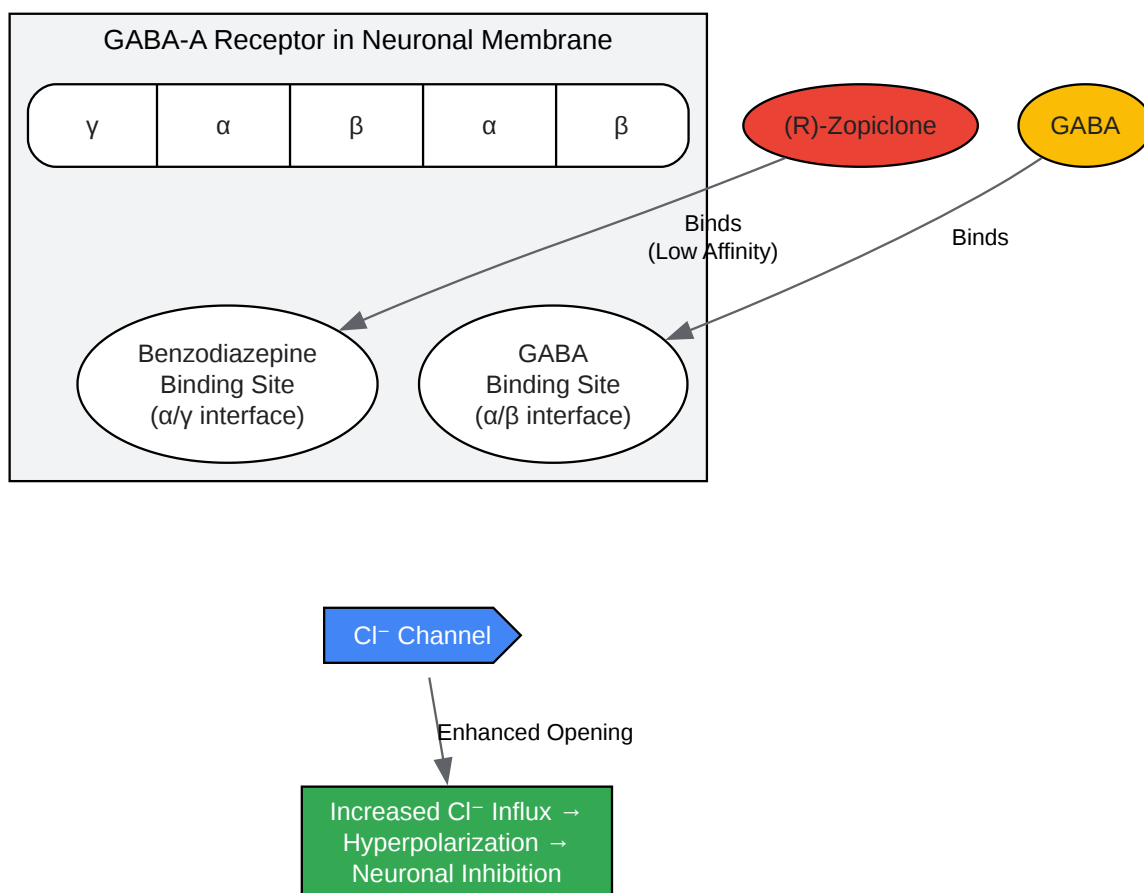 GABA-A Receptor in Neuronal Membrane
γ
α
β
α
β
(R)-Zopiclone
GABA
Binds
(Low Affinity)
Binds
Benzodiazepine
Binding Site
(α/γ interface)
GABA
Binding Site
(α/β interface)
Cl⁻ Channel
Enhanced Opening
Increased Cl⁻ Influx →
Hyperpolarization →
Neuronal Inhibition